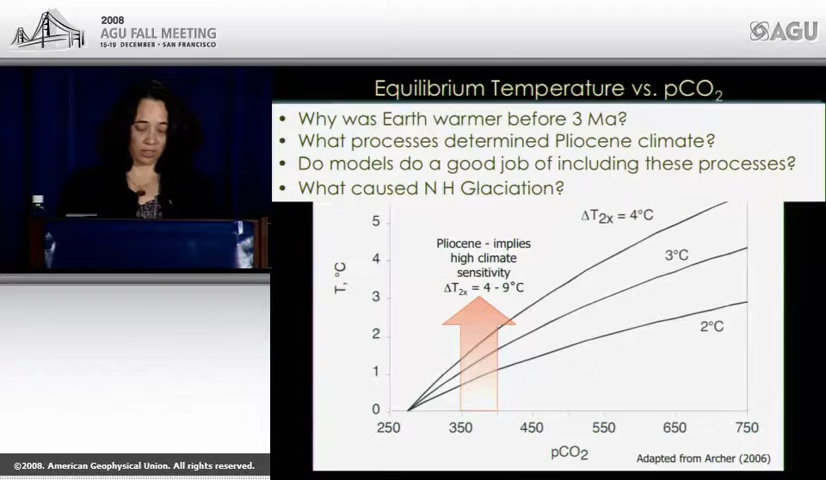 2008
AGU FALL MEETING
15-19 DECEMBER • SAN FRANCISCO
AGU
Equilibrium Temperature vs. pCO2
• Why was Earth warmer before 3 Ma?
• What processes determined Pliocene climate?
• Do models do a good job of including these processes?
• What caused N H Glaciation?
5
4
3
2
1
0
T, °C
Pliocene - implies
high climate
sensitivity
ΔT2x = 4 - 9°C
ΔT2x = 4°C
3°C
2°C
250
350
450
550
650
750
pCO2
Adapted from Archer (2006)
©2008. American Geophysical Union. All rights reserved.